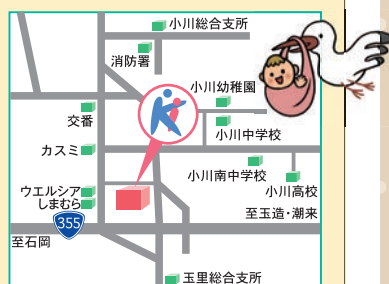 小川総合支所
消防署
小川幼稚園
交番
小川中学校
カスミ
小川南中学校
ウエルシア
小川高校
しまむら
至玉造・潮来
355
至石岡
玉里総合支所